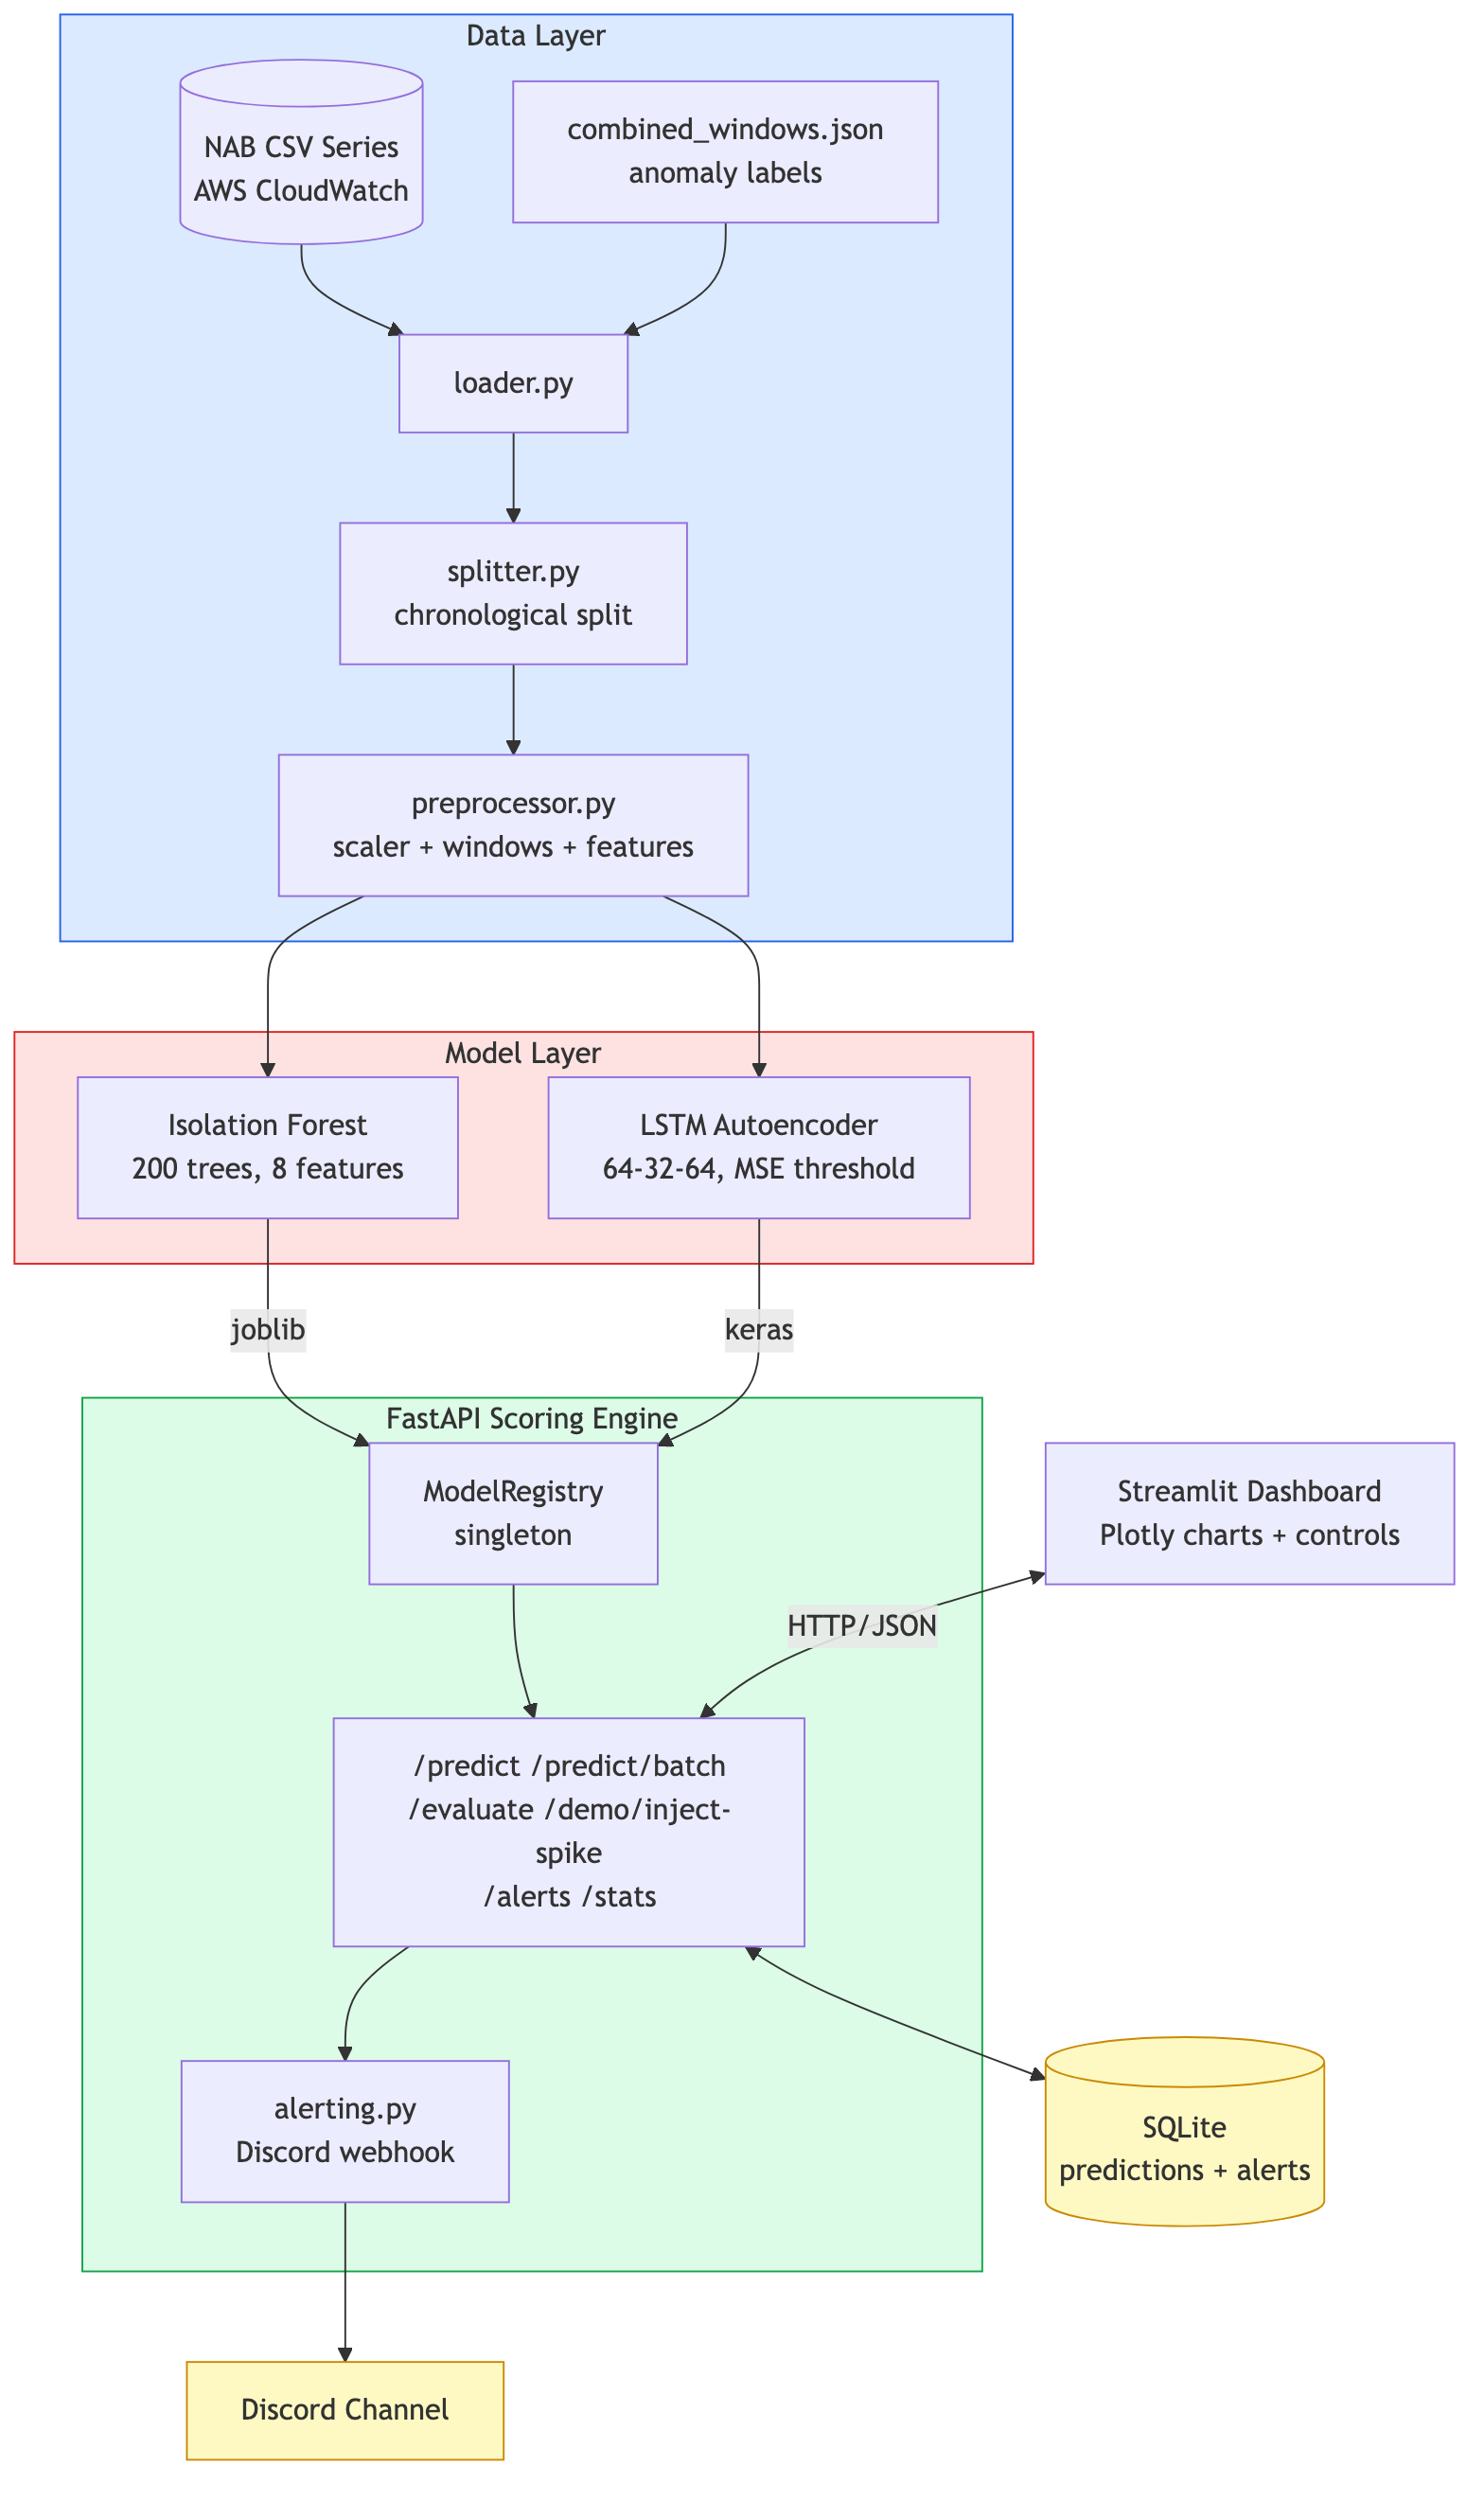 Data Layer
NAB CSV Series
AWS CloudWatch
combined_windows.json
anomaly labels
loader.py
splitter.py
chronological split
preprocessor.py
scaler + windows + features
Model Layer
Isolation Forest
200 trees, 8 features
LSTM Autoencoder
64-32-64, MSE threshold
joblib
keras
FastAPI Scoring Engine
ModelRegistry
singleton
Streamlit Dashboard
Plotly charts + controls
HTTP/JSON
/predict /predict/batch
/evaluate /demo/inject-
spike
/alerts /stats
alerting.py
Discord webhook
SQLite
predictions + alerts
Discord Channel